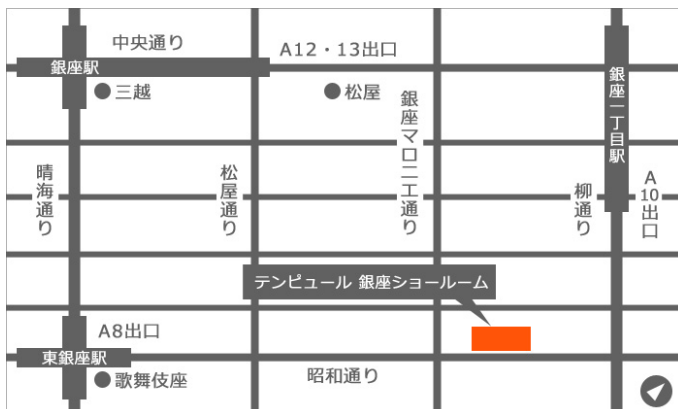 中央通り
A12・13出口
銀座駅
三越
松屋
銀座一丁目駅
銀座マロニエ通り
晴海通り
松屋通り
柳通り
A10出口
テンピュール 銀座ショールーム
A8出口
東銀座駅
歌舞伎座
昭和通り